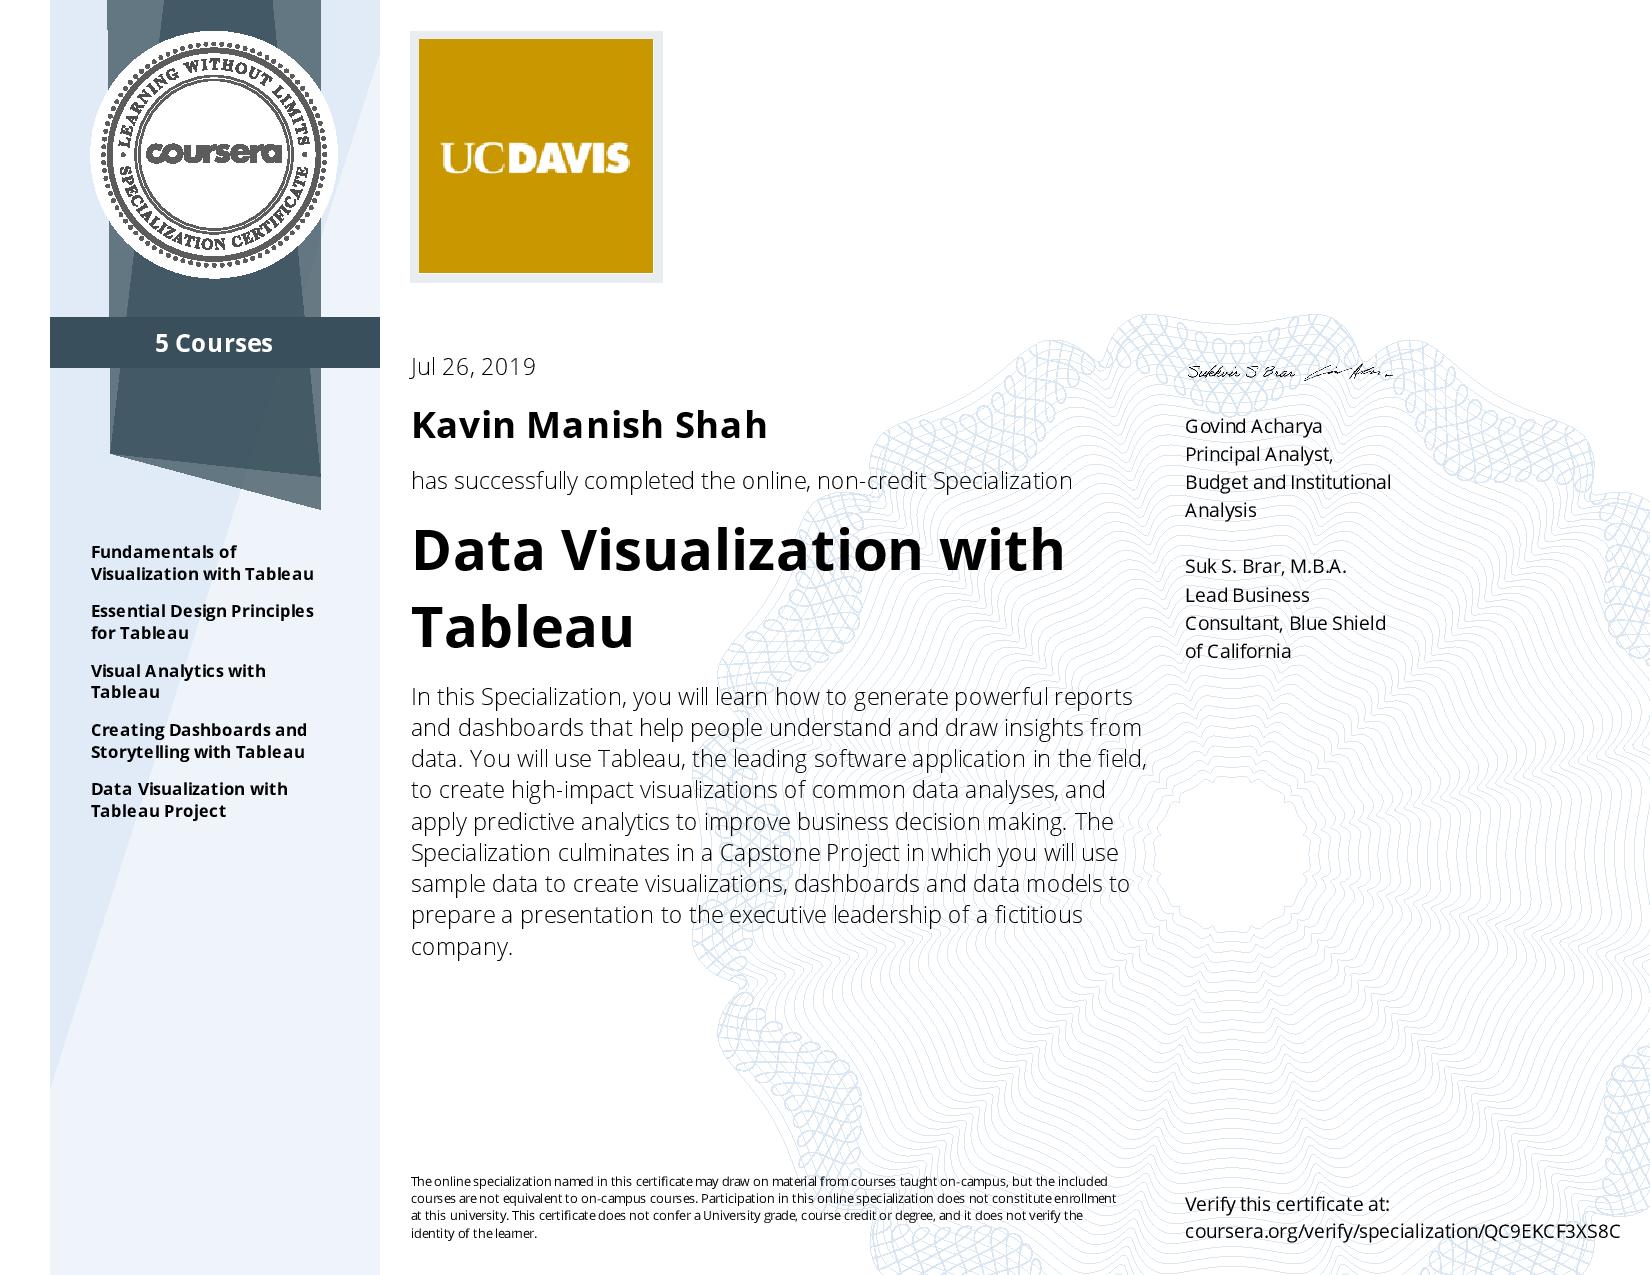 LEARNING WITHOUT LIMITS
coursera
SPECIALIZATION CERTIFICATE
UCDAVIS
5 Courses
Fundamentals of
Visualization with Tableau
Essential Design Principles
for Tableau
Visual Analytics with
Tableau
Creating Dashboards and
Storytelling with Tableau
Data Visualization with
Tableau Project
Jul 26, 2019
Kavin Manish Shah
has successfully completed the online, non-credit Specialization
Data Visualization with
Tableau
In this Specialization, you will learn how to generate powerful reports
and dashboards that help people understand and draw insights from
data. You will use Tableau, the leading software application in the field,
to create high-impact visualizations of common data analyses, and
apply predictive analytics to improve business decision making. The
Specialization culminates in a Capstone Project in which you will use
sample data to create visualizations, dashboards and data models to
prepare a presentation to the executive leadership of a fictitious
company.
The online specialization named in this certificate may draw on material from courses taught on-campus, but the included
courses are not equivalent to on-campus courses. Participation in this online specialization does not constitute enrollment
at this university. This certificate does not confer a University grade, course credit or degree, and it does not verify the
identity of the learner.
Sukhvir S Brar
Govind Acharya
Principal Analyst,
Budget and Institutional
Analysis
Suk S. Brar, M.B.A.
Lead Business
Consultant, Blue Shield
of California
Verify this certificate at:
coursera.org/verify/specialization/QC9EKCF3XS8C